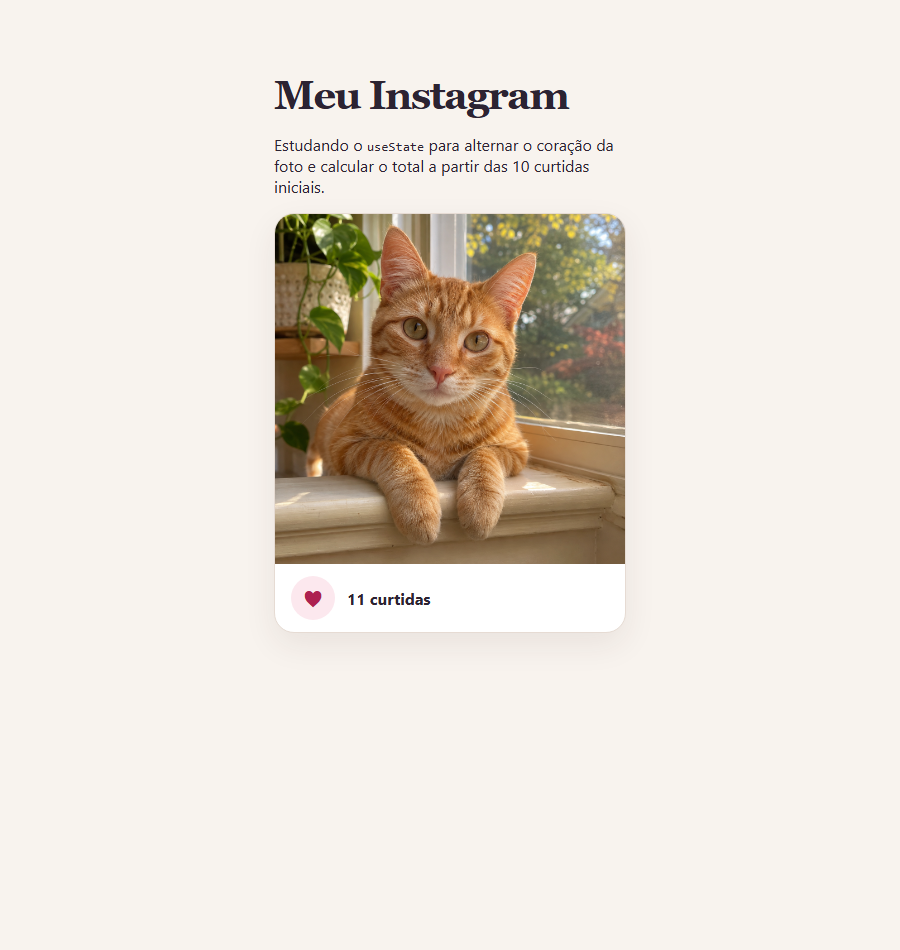 Meu Instagram
Estudando o useState para alternar o coração da
foto e calcular o total a partir das 10 curtidas
iniciais.
11 curtidas